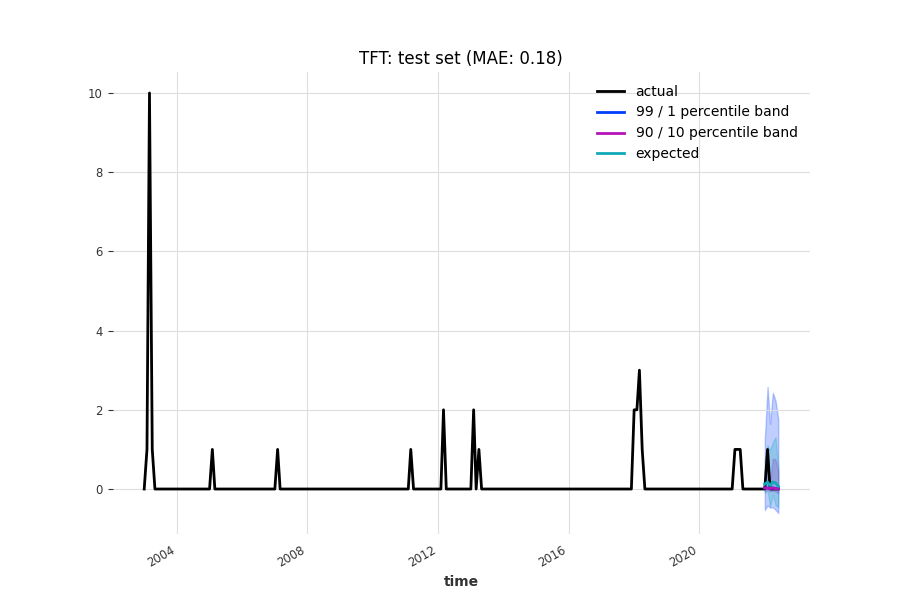 TFT: test set (MAE: 0.18)
actual
99 / 1 percentile band
90 / 10 percentile band
expected
10
8
6
4
2
0
2004
2008
2012
2016
2020
time